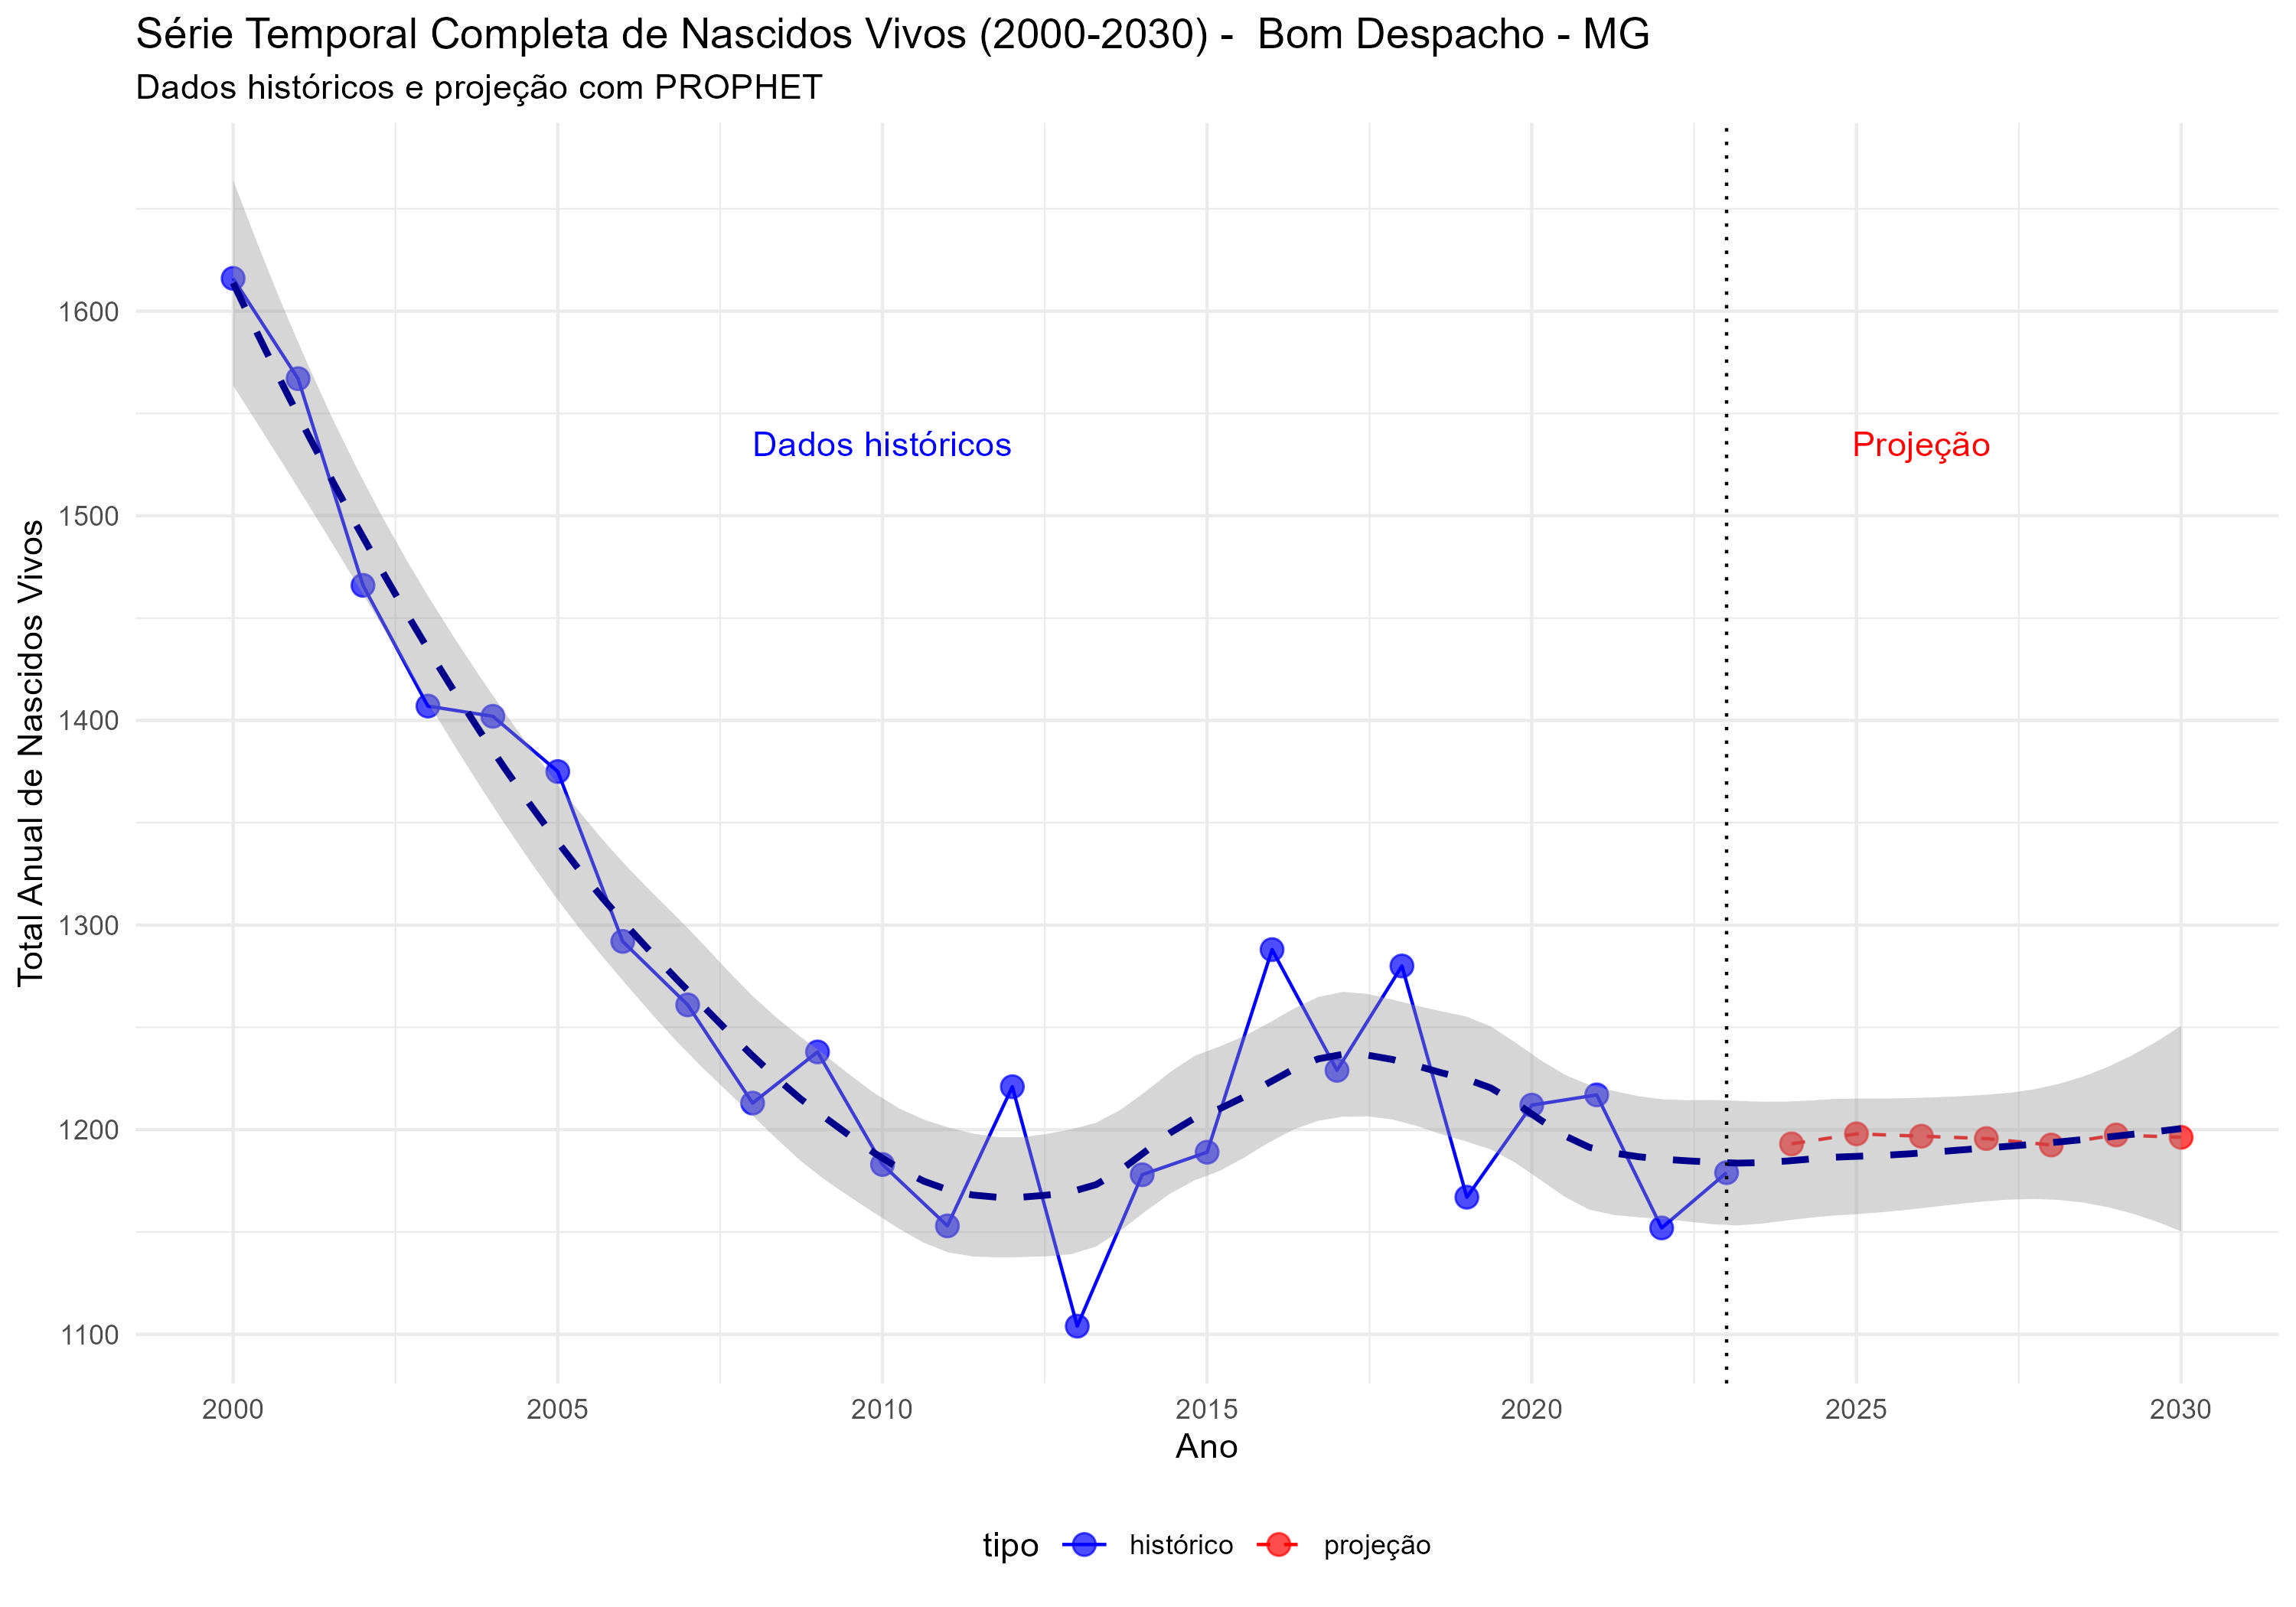 Série Temporal Completa de Nascidos Vivos (2000-2030) -  Bom Despacho - MG
Dados históricos e projeção com PROPHET
Total Anual de Nascidos Vivos
1600
1500
1400
1300
1200
1100
Dados históricos
Projeção
2000 2005 2010 2015 2020 2025 2030
Ano
tipo histórico projeção